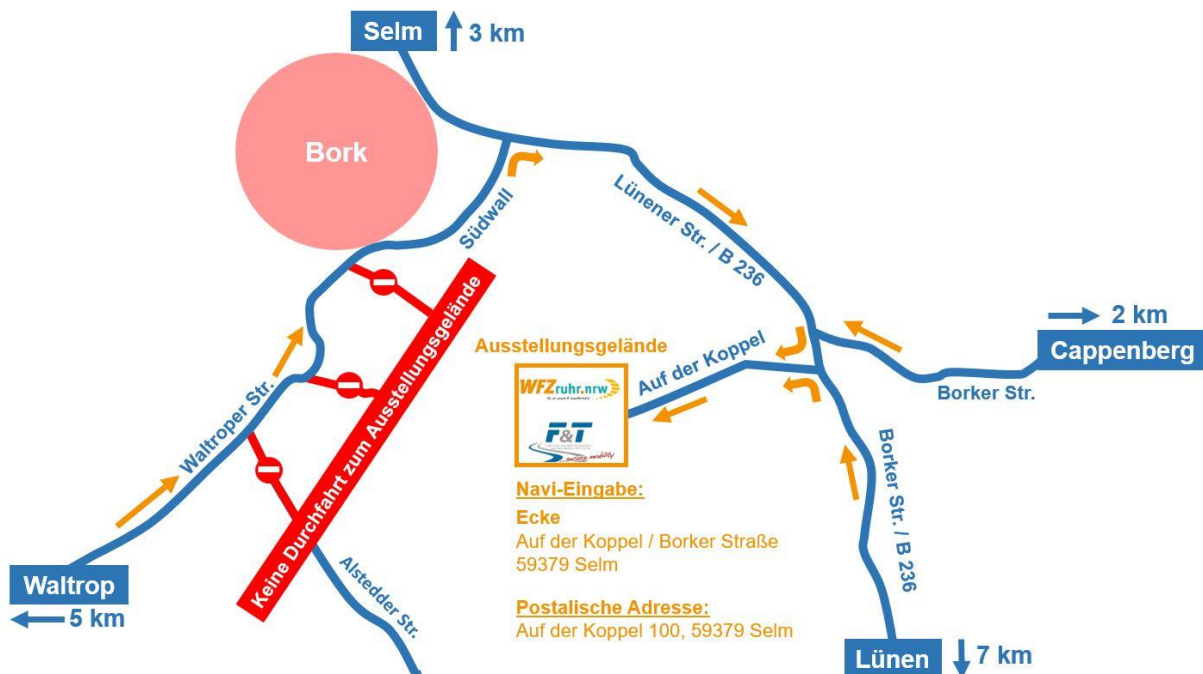 Selm
3 km
Bork
Südwall
Lünener Str. / B 236
2 km
Cappenberg
Borker Str.
Waltroper Str.
Keine Durchfahrt zum Ausstellungsgelände
Ausstellungsgelände
Auf der Koppel
WFZruhr.nrw
F&T
Navi-Eingabe:
Ecke
Auf der Koppel / Borker Straße
59379 Selm
Postalische Adresse:
Auf der Koppel 100, 59379 Selm
Borker Str. / B 236
Waltrop
5 km
Alstedder Str.
Lünen
7 km